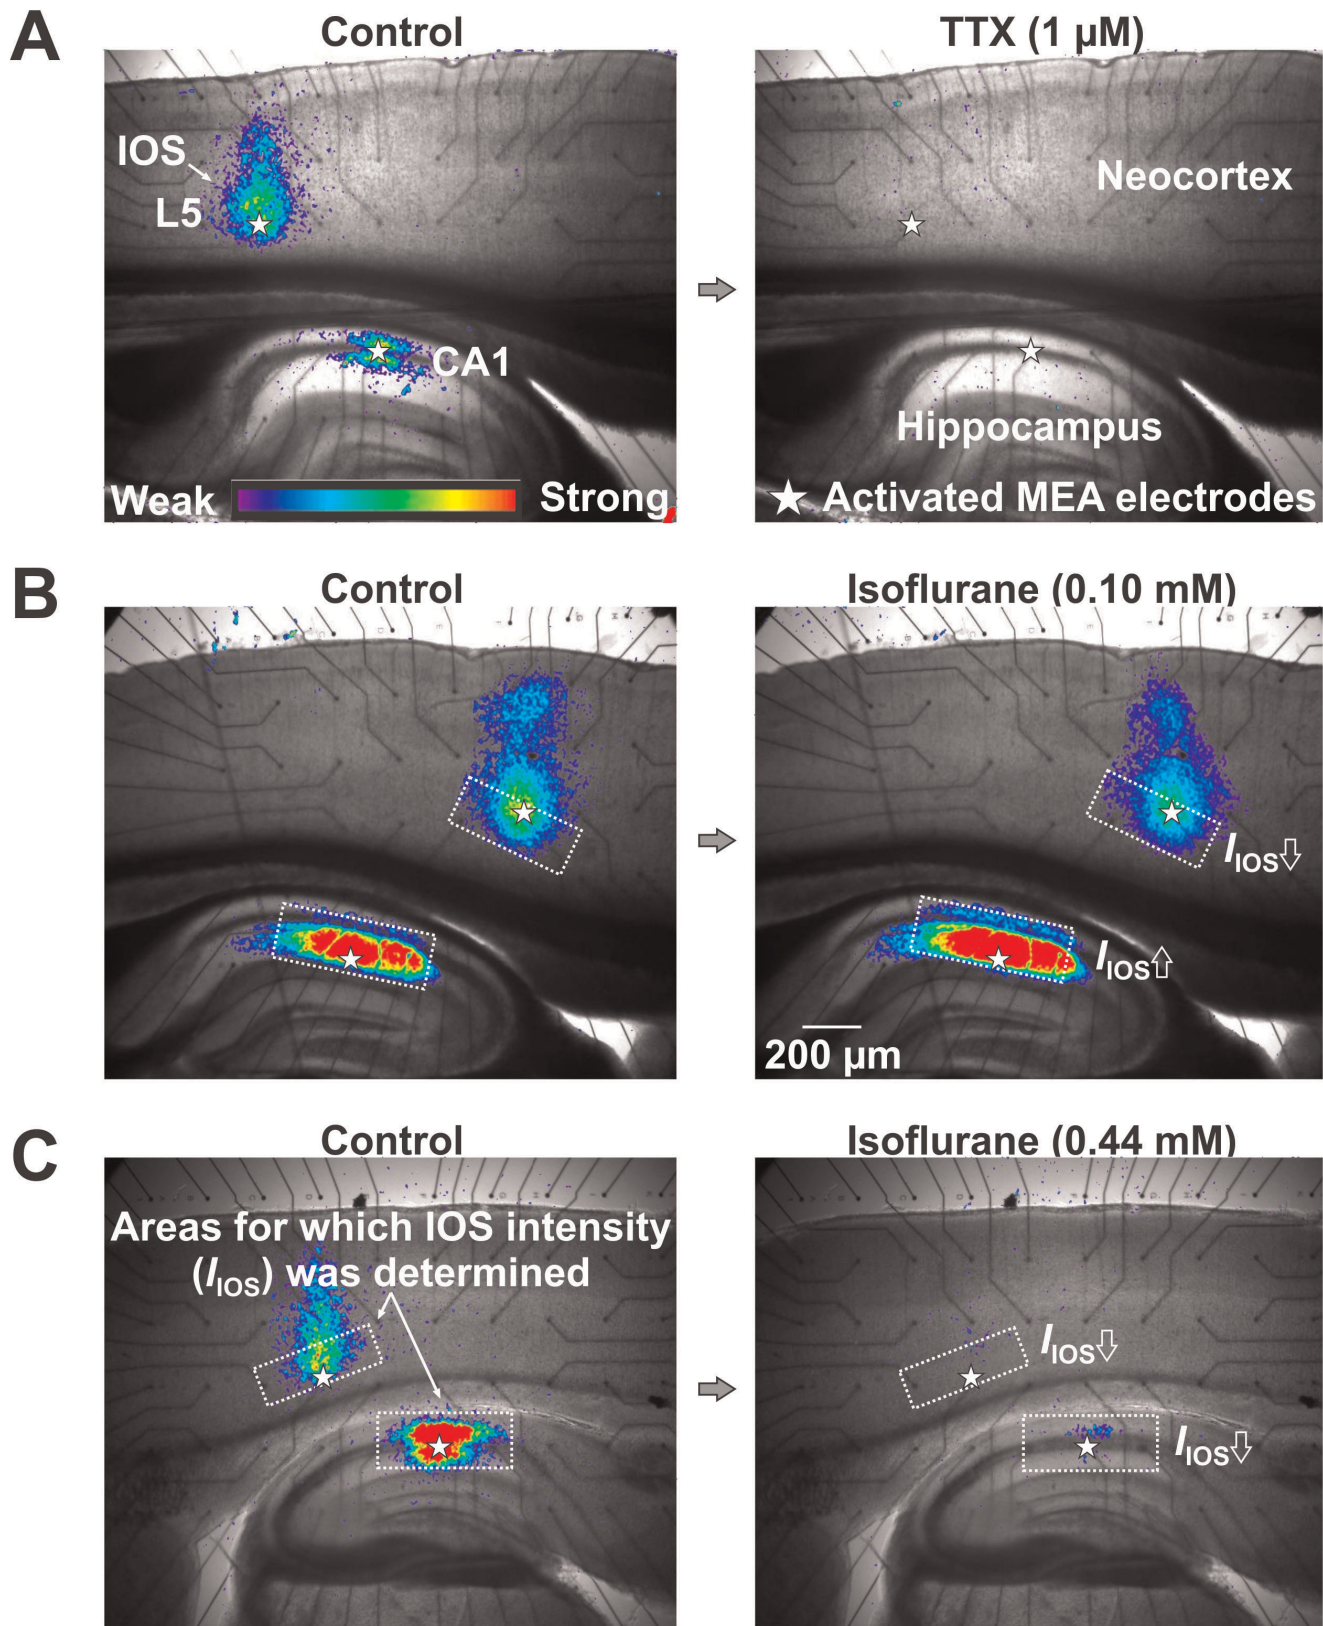 A
Control
TTX (1 µM)
IOS
L5
CA1
Neocortex
Hippocampus
Weak
Strong
Activated MEA electrodes
B
Control
Isoflurane (0.10 mM)
IIOS
IIOS
200 µm
C
Control
Isoflurane (0.44 mM)
Areas for which IOS intensity
(IIOS) was determined
IIOS
IIOS